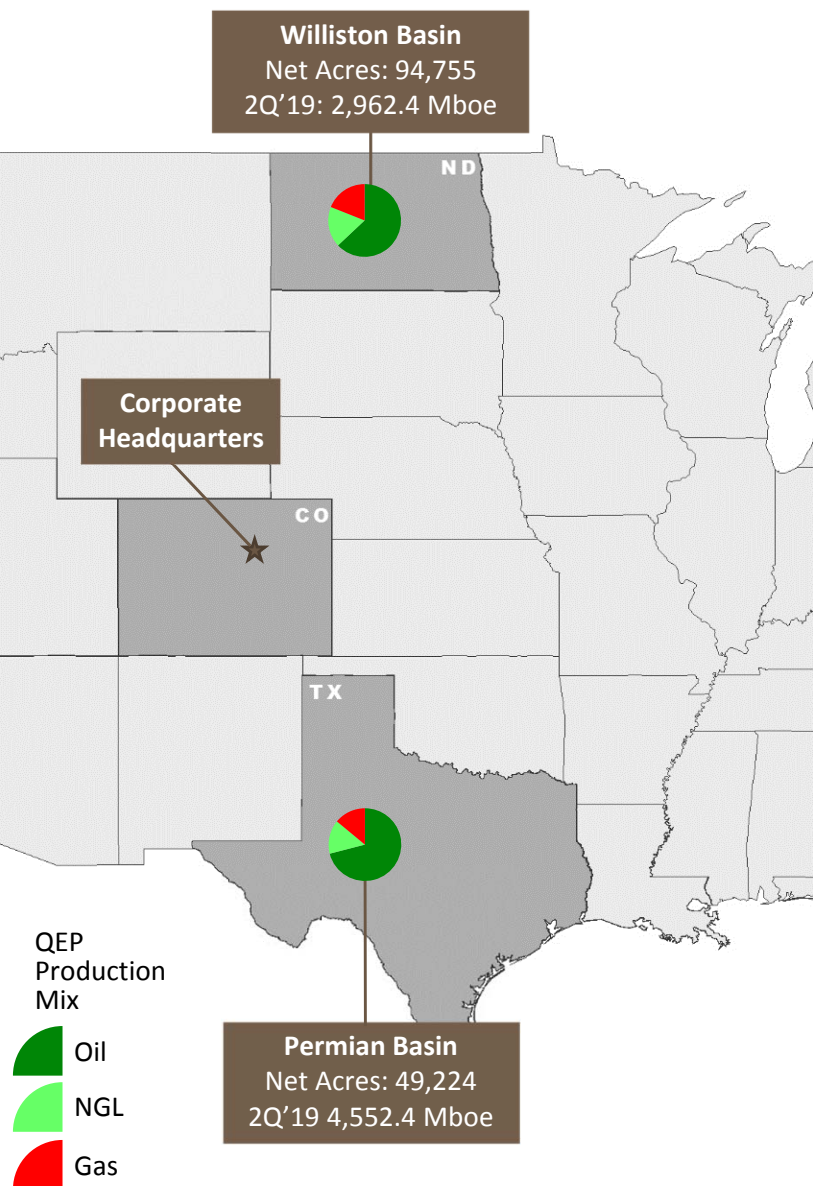 Williston Basin
Net Acres: 94,755
2Q’19: 2,962.4 Mboe
ND
Corporate
Headquarters
CO
TX
QEP
Production
Mix
Oil
NGL
Gas
Permian Basin
Net Acres: 49,224
2Q’19 4,552.4 Mboe